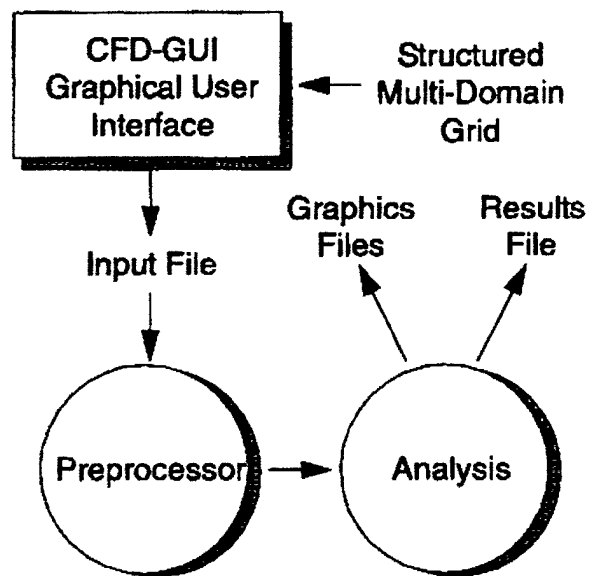 CFD-GUI
Graphical User
Interface
Structured
Multi-Domain
Grid
Input File
Graphics
Files
Results
File
Preprocessor
Analysis